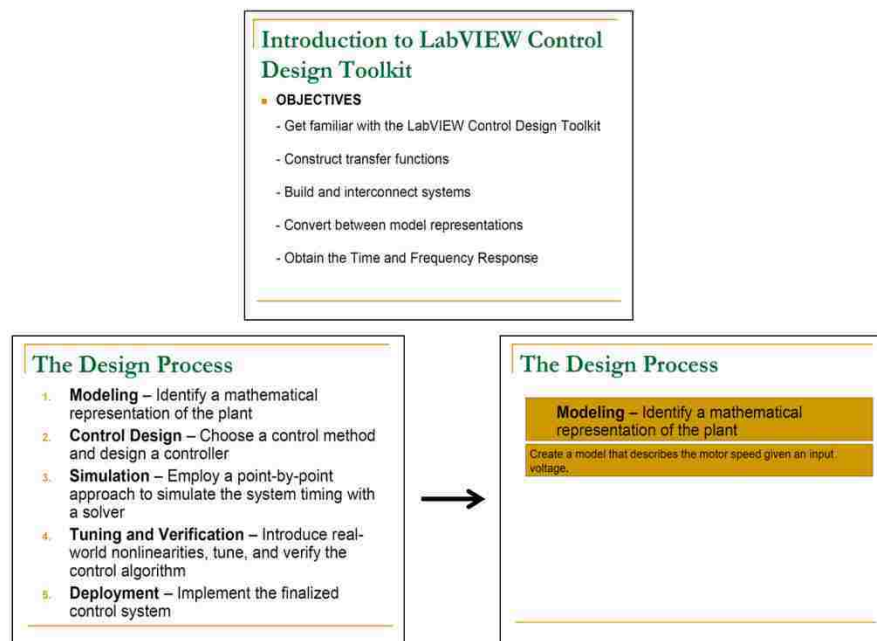 Introduction to LabVIEW Control
Design Toolkit
OBJECTIVES
- Get familiar with the LabVIEW Control Design Toolkit
- Construct transfer functions
- Build and interconnect systems
- Convert between model representations
- Obtain the Time and Frequency Response
The Design Process
1. Modeling – Identify a mathematical
representation of the plant
2. Control Design – Choose a control method
and design a controller
3. Simulation – Employ a point-by-point
approach to simulate the system timing with
a solver
4. Tuning and Verification – Introduce real-
world nonlinearities, tune, and verify the
control algorithm
5. Deployment – Implement the finalized
control system
The Design Process
Modeling – Identify a mathematical
representation of the plant
Create a model that describes the motor speed given an input
voltage.